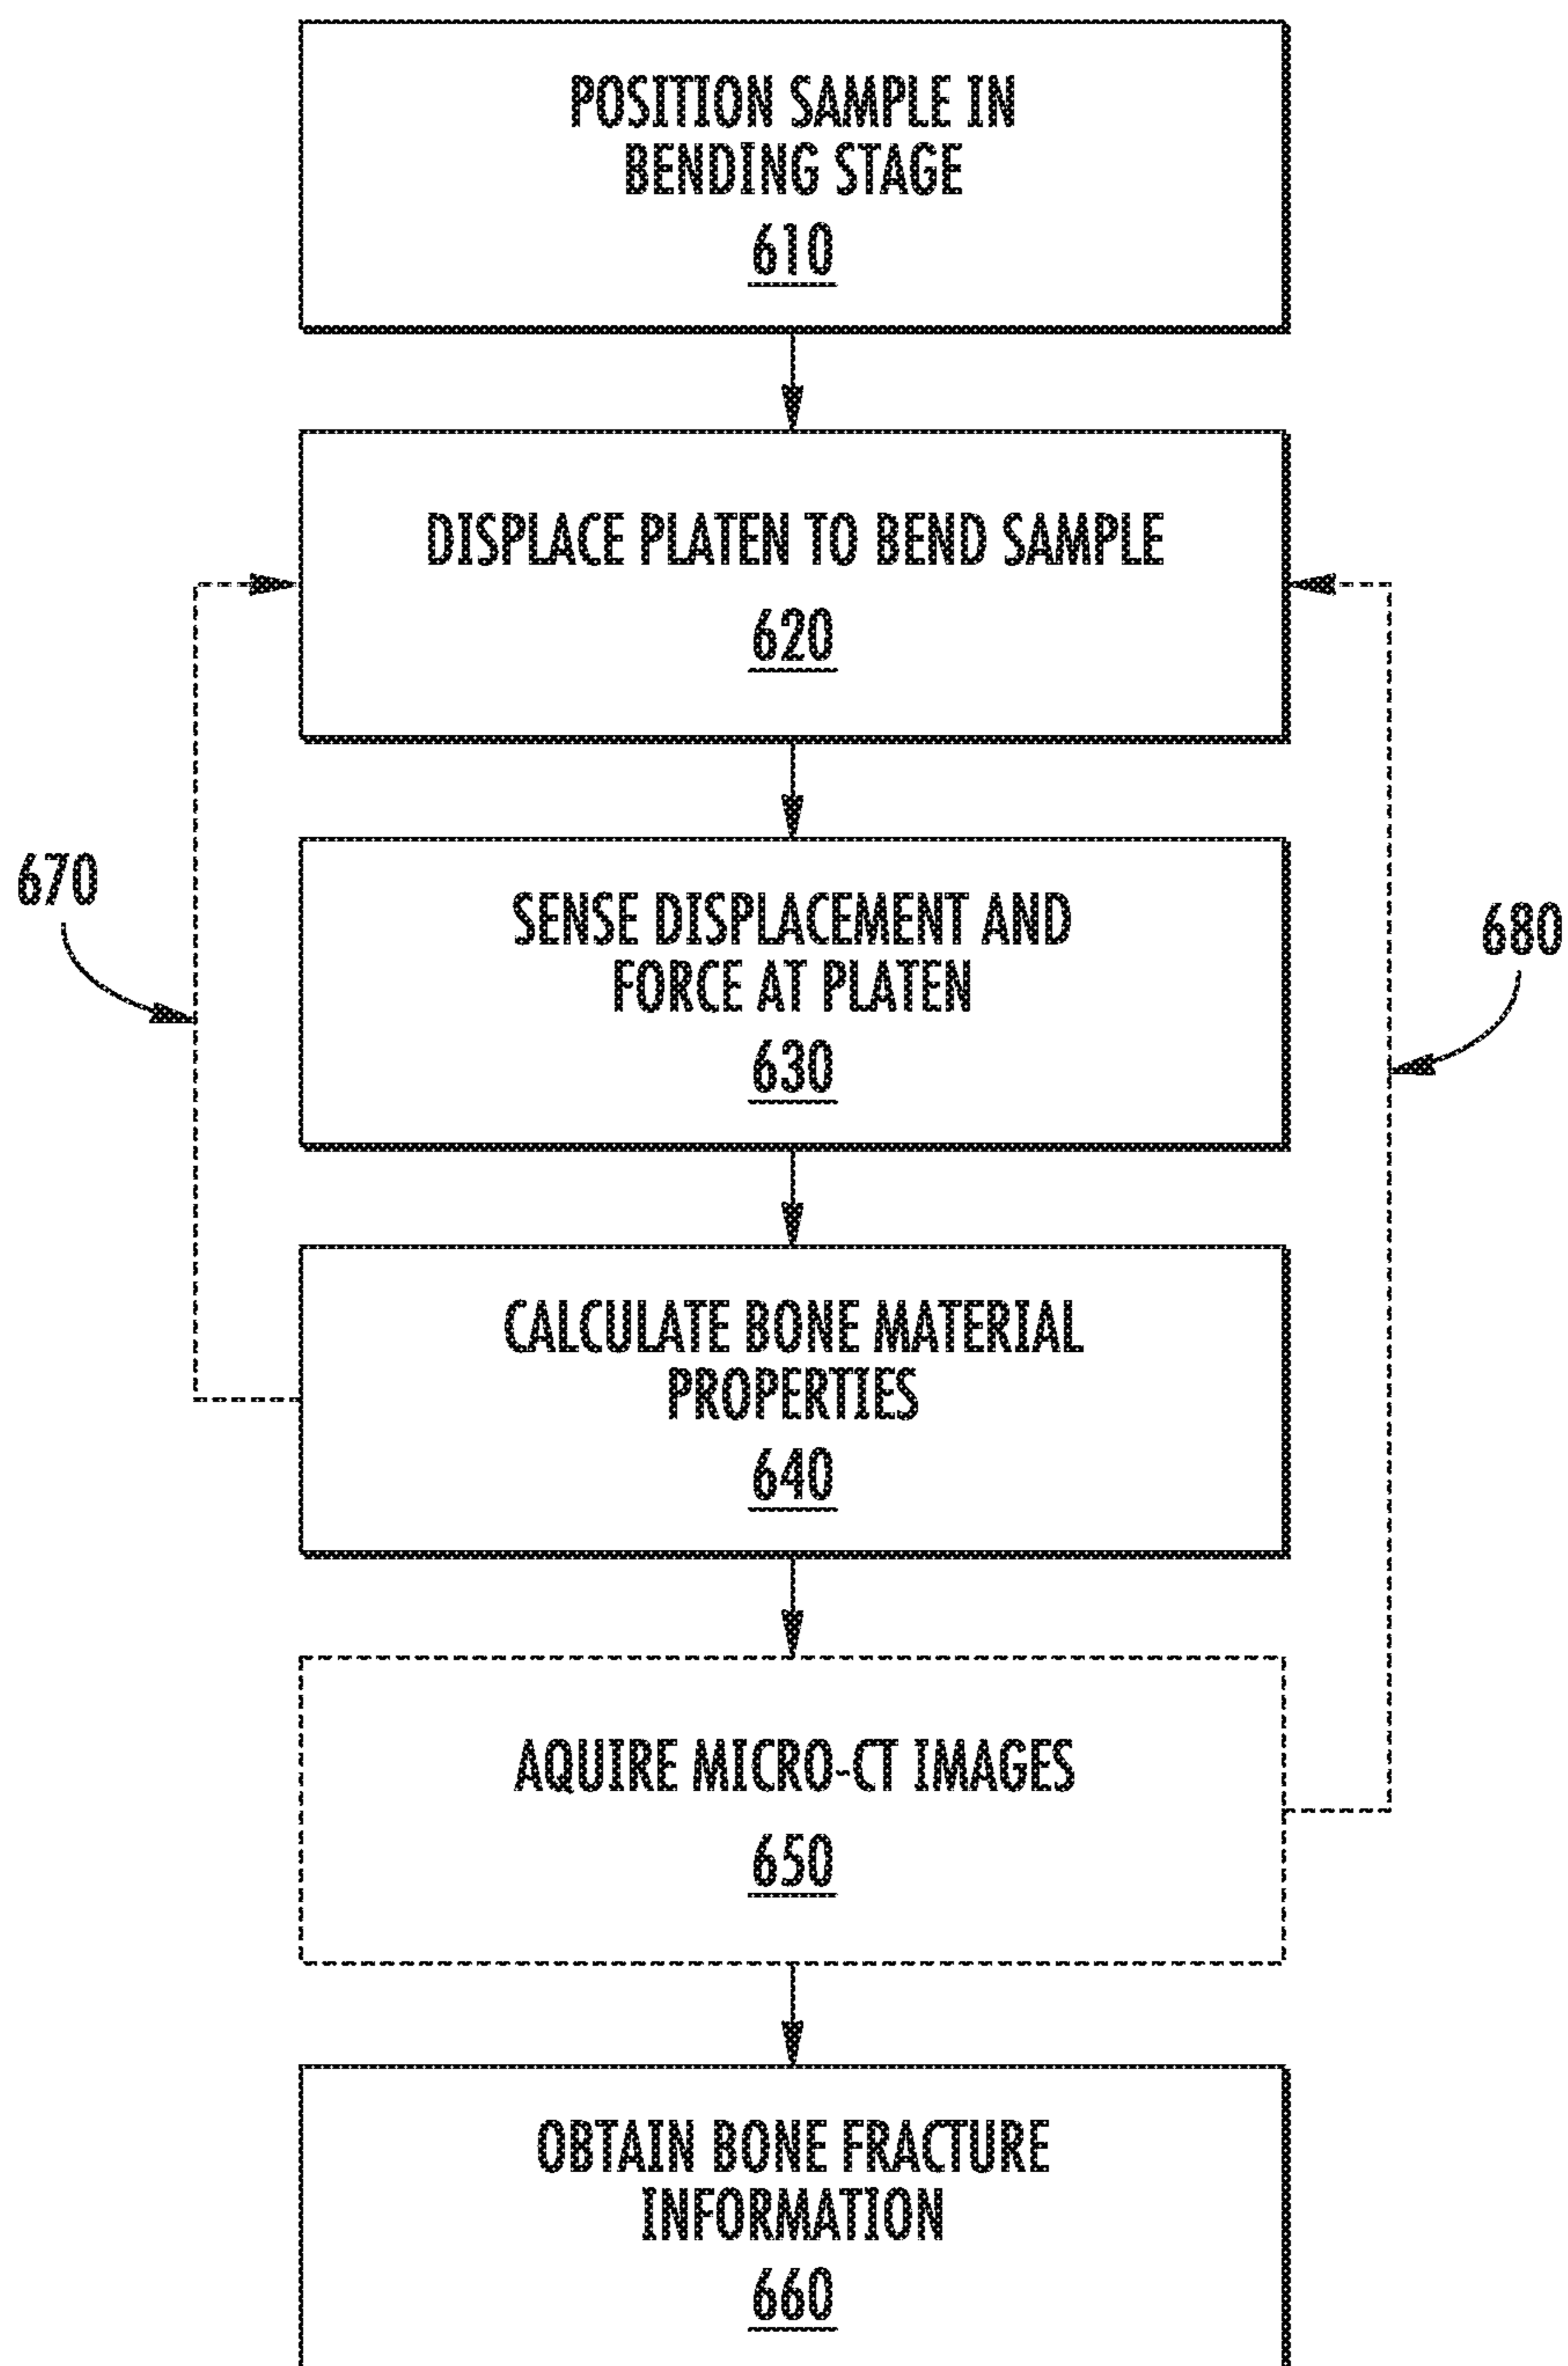 POSITION SAMPLE IN
BENDING STAGE
610
DISPLACE PLATEN TO BEND SAMPLE
620
670
SENSE DISPLACEMENT AND
FORCE AT PLATEN
630
680
CALCULATE BONE MATERIAL
PROPERTIES
640
AQUIRE MICRO-CT IMAGES
650
OBTAIN BONE FRACTURE
INFORMATION
660